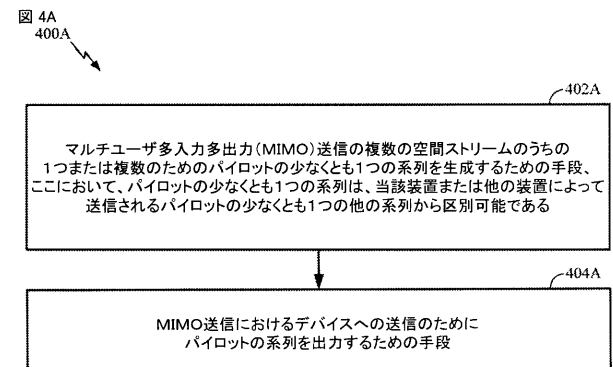 図 4A
400A
402A
マルチユーザ多入力多出力(MIMO)送信の複数の空間ストリームのうちの
1つまたは複数のためのパイロットの少なくとも1つの系列を生成するための手段、
ここにおいて、パイロットの少なくとも1つの系列は、当該装置または他の装置によって
送信されるパイロットの少なくとも1つの他の系列から区別可能である
404A
MIMO送信におけるデバイスへの送信のために
パイロットの系列を出力するための手段